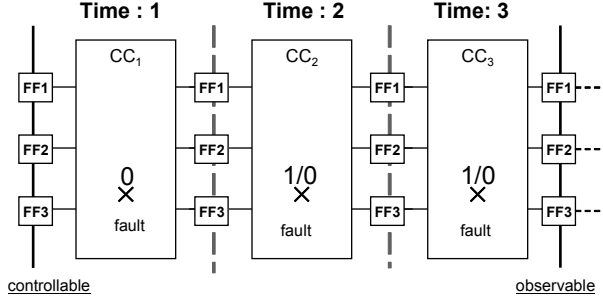 Time : 1 Time : 2 Time: 3
CC1 CC2 CC3
FF1 FF1 FF1 FF1
FF2 FF2 FF2 FF2
0 1/0 1/0
FF3 FF3 FF3 FF3
fault fault fault
controllable observable